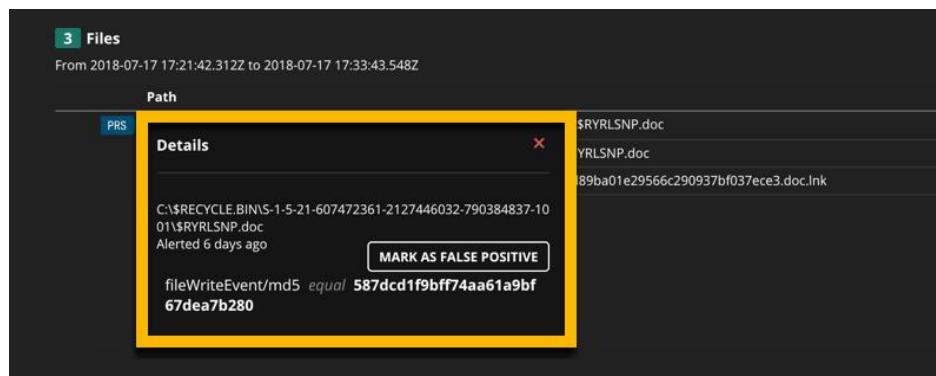 3 Files
From 2018-07-17 17:21:42.312Z to 2018-07-17 17:33:43.548Z
Path
PRS
$RYRLSNP.doc
YRLSNP.doc
l89ba01e29566c290937bf037ece3.doc.lnk
Details
×
C:\$RECYCLE.BIN\S-1-5-21-607472361-2127446032-790384837-10
01\$RYRLSNP.doc
Alerted 6 days ago
MARK AS FALSE POSITIVE
fileWriteEvent/md5 equal 587dcd1f9bff74aa61a9bf
67dea7b280